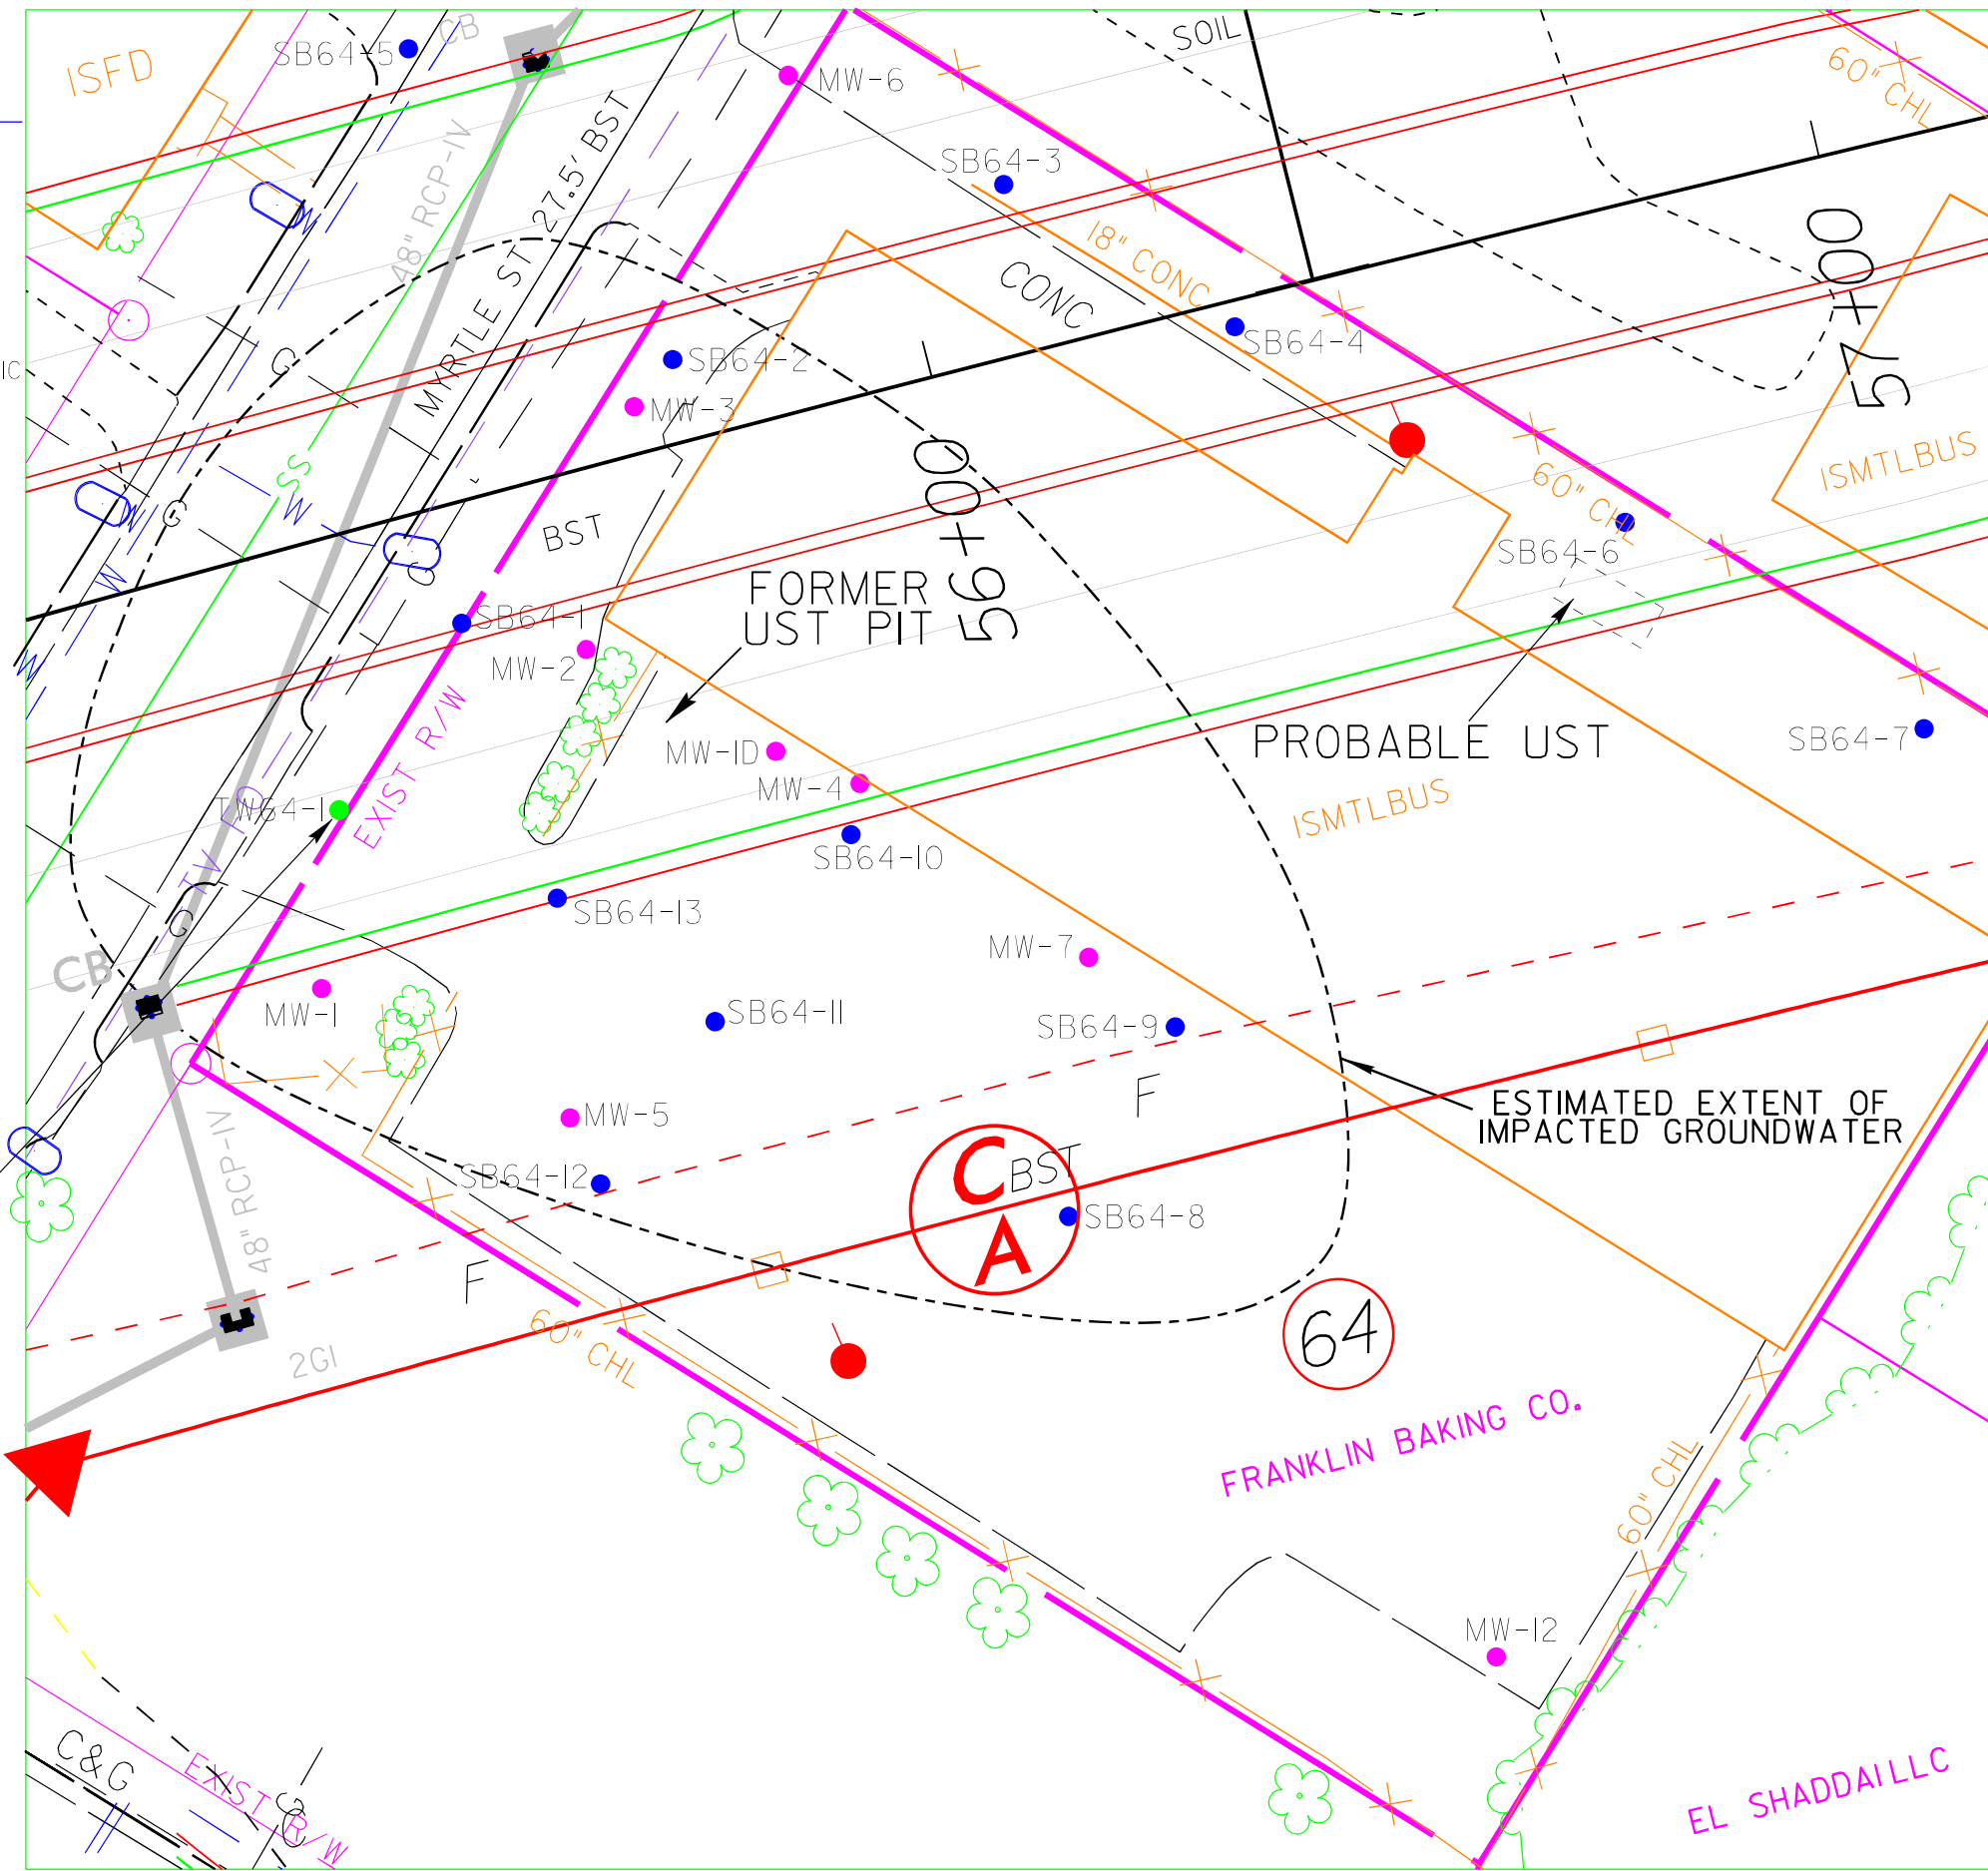 ISFD
SB64-5
CB
MW-6
SOIL
60" CHL
48" RCP-IV
MYRTLE ST 27.5' BST
SB64-3
18" CONC
CONC
SB64-4
57+00
IC
G
W
SB64-2
MW-3
SS
W
G
W
56+00
ISMTLBUS
60" CHL
BST
SB64-6
G
W
W
FORMER
UST PIT
SB64-1
MW-2
EXIST R/W
MW-1D
MW-4
PROBABLE UST
SB64-7
ISMTLBUS
TW64-1
TV FO
SB64-10
G
SB64-13
CB
MW-7
MW-1
SB64-11
SB64-9
F
MW-5
ESTIMATED EXTENT OF
IMPACTED GROUNDWATER
48" RCP-IV
SB64-12
C
BST
A
SB64-8
F
60" CHL
2GI
64
FRANKLIN BAKING CO.
60" CHL
MW-12
C&G
EXIST R/W
EL SHADDAI LLC